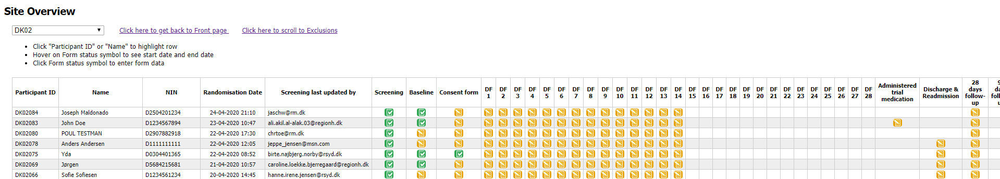 Site Overview
DK02 Click here to get back to Front page Click here to scroll to Exclusions
Click "Participant ID" or "Name" to highlight row
Hover on Form status symbol to see start date and end date
Click Form status symbol to enter form data
Participant ID Name NIN Randomisation Date Screening last updated by Screening Baseline Consent form DF 1 DF 2 DF 3 DF 4 DF 5 DF 6 DF 7 DF 8 DF 9 DF 10 DF 11 DF 12 DF 13 DF 14 DF 15 DF 16 DF 17 DF 18 DF 19 DF 20 DF 21 DF 22 DF 23 DF 24 DF 25 DF 26 DF 27 DF 28 Administered trial medication Discharge & Readmission 28 days follow-up
DK02084 Joseph Maldonado D2504201234 24-04-2020 21:10 jaschw@rm.dk
DK02083 John Doe D1234567894 23-04-2020 10:47 ali.akil.al-alak.03@regionh.dk
DK02080 POUL TESTMAN D2907882918 22-04-2020 17:30 chrtoe@rm.dk
DK02078 Anders Andersen D1111111111 22-04-2020 12:05 jeppe_jensen@msn.com
DK02075 Yda D0304401365 22-04-2020 08:52 birte.najbjerg.norby@rsyd.dk
DK02069 Jørgen D5684215681 21-04-2020 10:57 caroline.loekke.bjerregaard@regionh.dk
DK02066 Sofie Sofiesen D1234561234 20-04-2020 14:45 hanne.irene.jensen@rsyd.dk